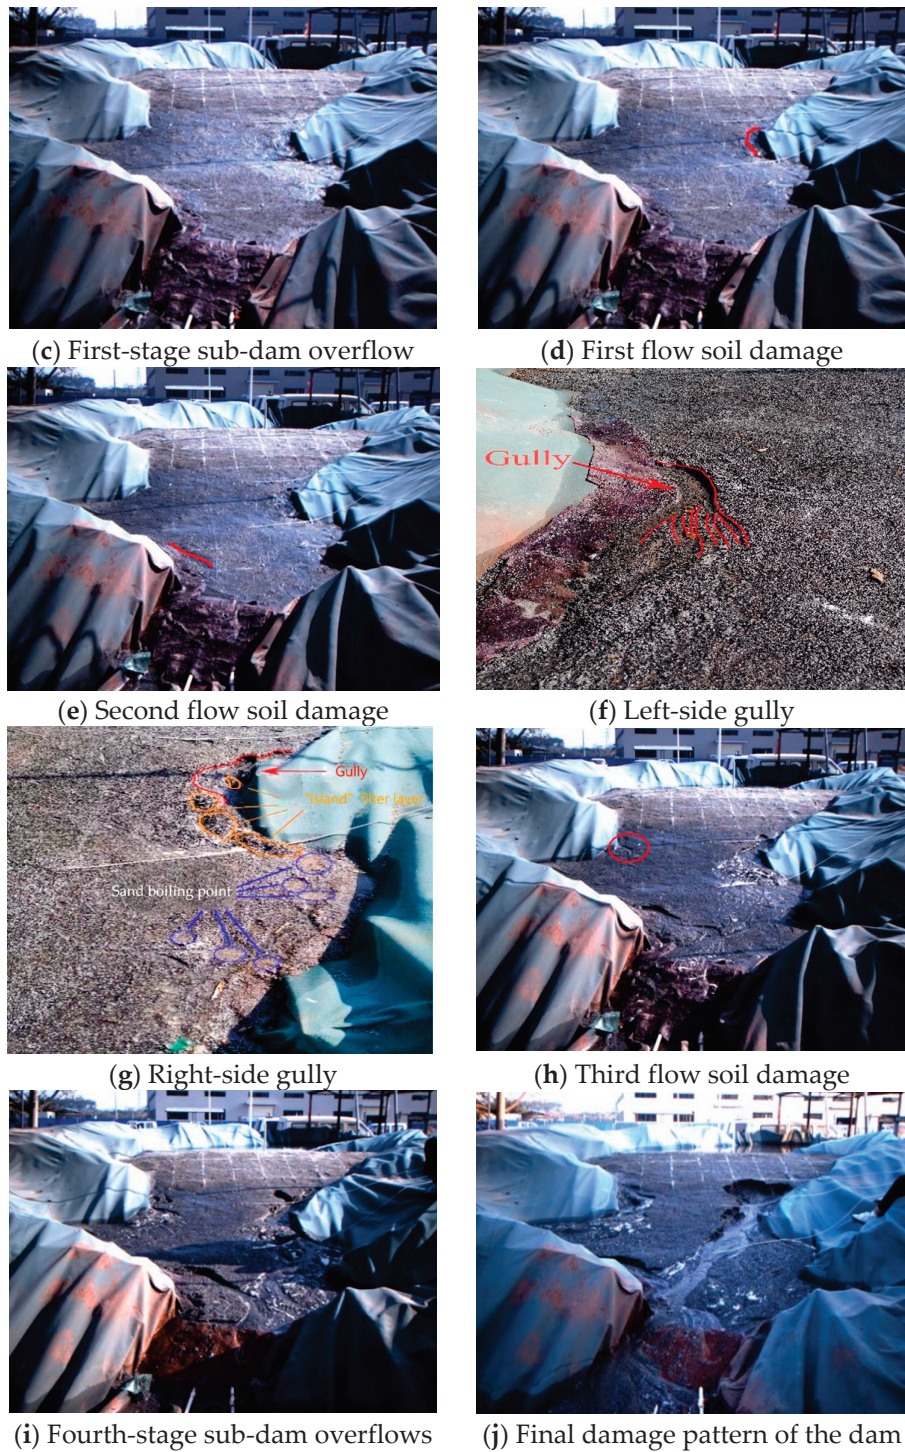 (c) First-stage sub-dam overflow
(d) First flow soil damage
(e) Second flow soil damage
Gully
(f) Left-side gully
Gully
"Island" filter layer
Sand boiling point
(g) Right-side gully
(h) Third flow soil damage
(i) Fourth-stage sub-dam overflows
(j) Final damage pattern of the dam